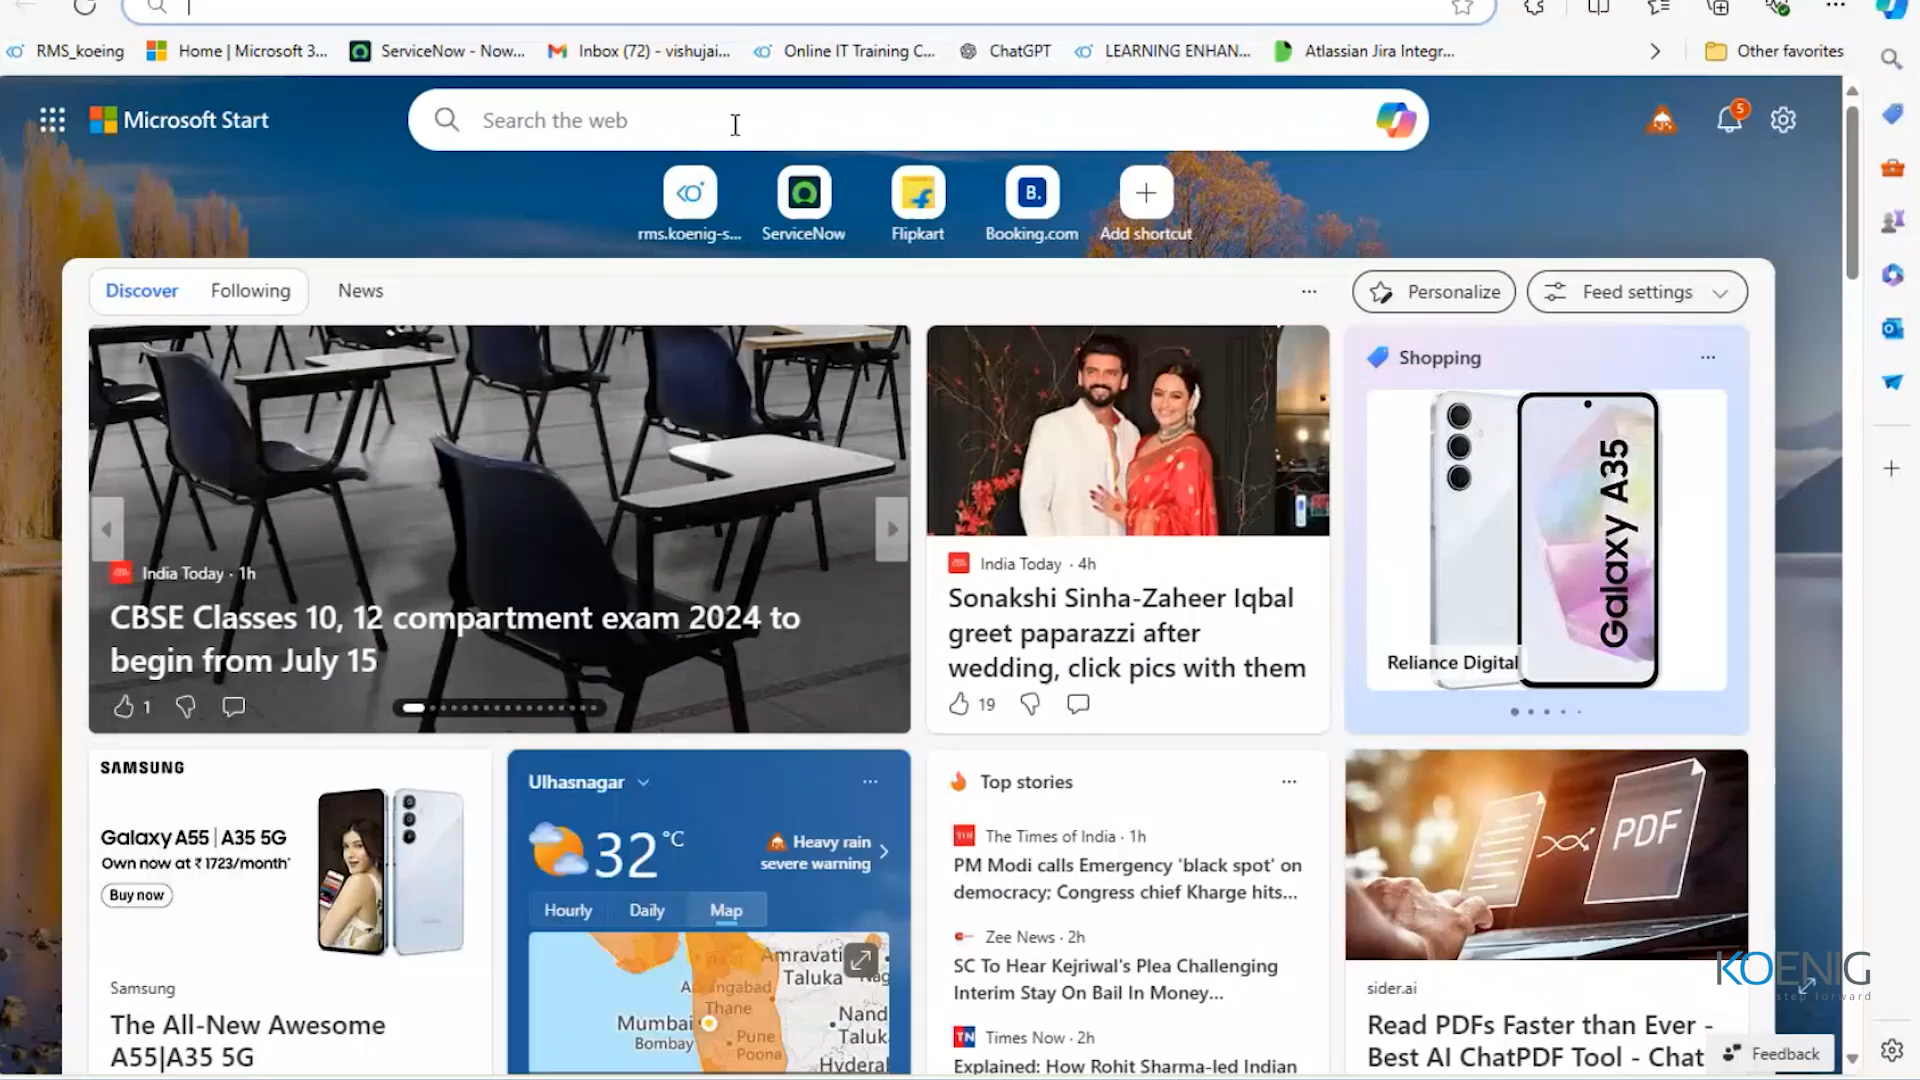 RMS_koeing
Home | Microsoft 3...
ServiceNow - Now...
Inbox (72) - vishujai...
Online IT Training C...
ChatGPT
LEARNING ENHAN...
Atlassian Jira Integr...
Other favorites
Microsoft Start
Search the web
5
rms.koenig-s...
ServiceNow
Flipkart
B.
Booking.com
Add shortcut
Discover
Following
News
Personalize
Feed settings
India Today · 1h
CBSE Classes 10, 12 compartment exam 2024 to
begin from July 15
1
India Today · 4h
Sonakshi Sinha-Zaheer Iqbal
greet paparazzi after
wedding, click pics with them
19
Shopping
Galaxy A35
Reliance Digital
SAMSUNG
Galaxy A55 | A35 5G
Own now at ₹ 1723/month*
Buy now
Samsung
The All-New Awesome
A55|A35 5G
Ulhasnagar
32 °C
Heavy rain
severe warning
Hourly
Daily
Map
Amravati
Taluka
Thane
Mumbai
Bombay
Pune
Poona
Nand
Taluk
Hyderal
Top stories
The Times of India · 1h
PM Modi calls Emergency 'black spot' on
democracy; Congress chief Kharge hits...
Zee News · 2h
SC To Hear Kejriwal's Plea Challenging
Interim Stay On Bail In Money...
TN
Times Now · 2h
Explained: How Rohit Sharma-led Indian
PDF
sider.ai
Read PDFs Faster than Ever -
Best AI ChatPDF Tool - Chat
KOENIG
step forward
Feedback